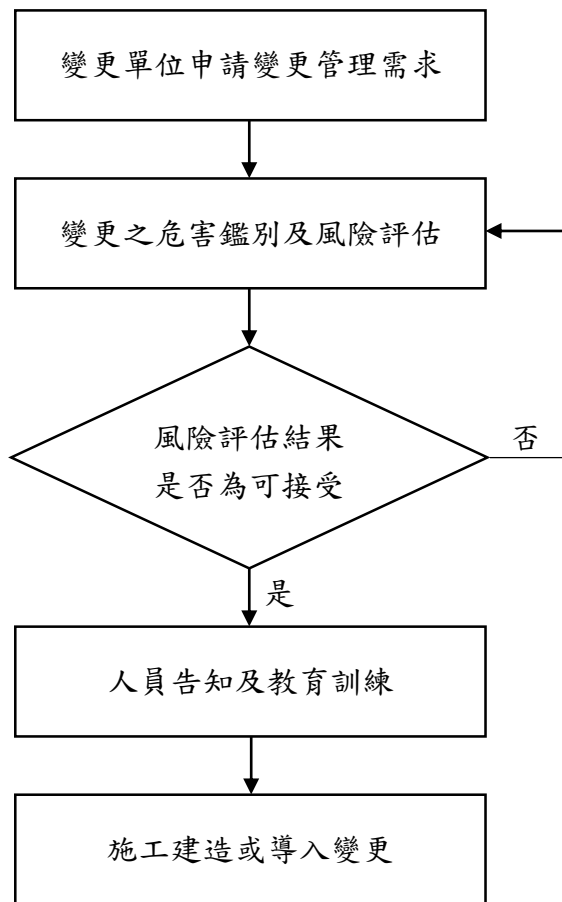 變更單位申請變更管理需求
變更之危害鑑別及風險評估
風險評估結果
是否為可接受
否
是
人員告知及教育訓練
施工建造或導入變更